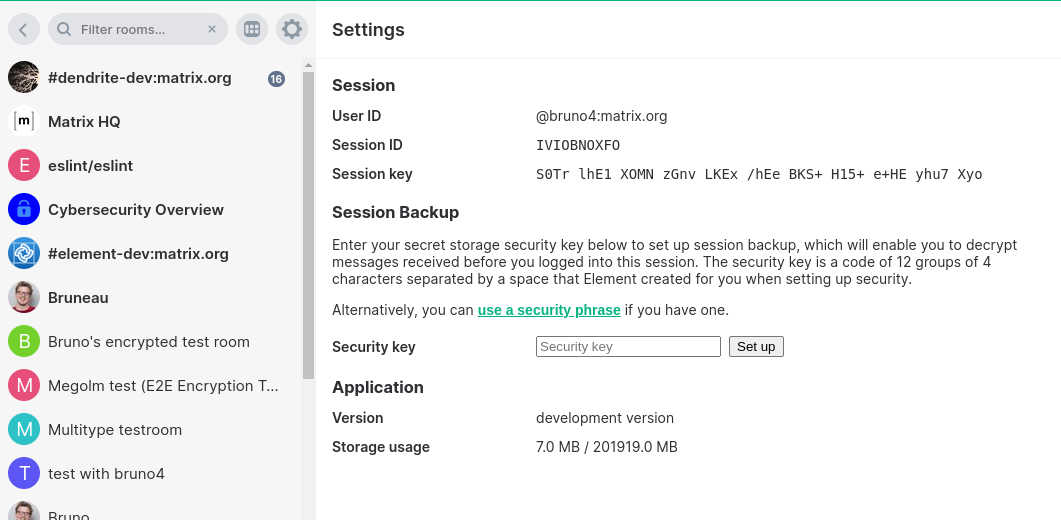 Filter rooms... ×
#dendrite-dev:matrix.org 16
[m] Matrix HQ
E eslint/eslint
Cybersecurity Overview
#element-dev:matrix.org
Bruneau
B Bruno's encrypted test room
M Megolm test (E2E Encryption T...
M Multitype testroom
T test with bruno4
Bruno
Settings
Session
User ID @bruno4:matrix.org
Session ID IVIOBNOXFO
Session key S0Tr lhE1 XOMN zGnv LKEx /hEe BKS+ H15+ e+HE yhu7 Xyo
Session Backup
Enter your secret storage security key below to set up session backup, which will enable you to decrypt
messages received before you logged into this session. The security key is a code of 12 groups of 4
characters separated by a space that Element created for you when setting up security.
Alternatively, you can use a security phrase if you have one.
Security key Security key Set up
Application
Version development version
Storage usage 7.0 MB / 201919.0 MB